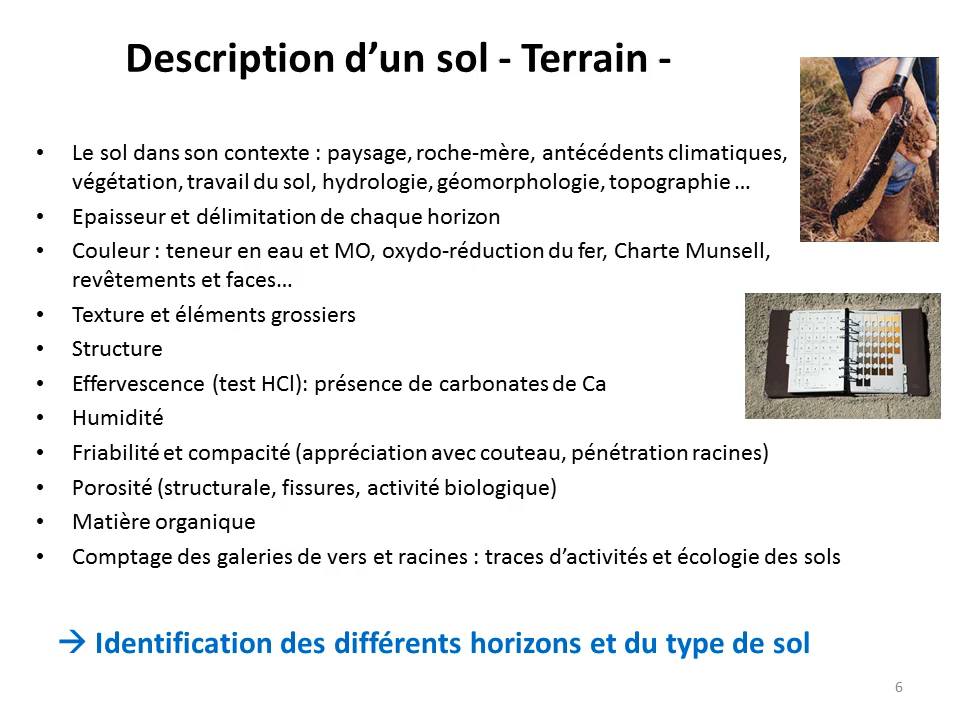 Description d’un sol - Terrain -
• Le sol dans son contexte : paysage, roche-mère, antécédents climatiques,
végétation, travail du sol, hydrologie, géomorphologie, topographie …
• Epaisseur et délimitation de chaque horizon
• Couleur : teneur en eau et MO, oxydo-réduction du fer, Charte Munsell,
revêtements et faces…
• Texture et éléments grossiers
• Structure
• Effervescence (test HCl): présence de carbonates de Ca
• Humidité
• Friabilité et compacité (appréciation avec couteau, pénétration racines)
• Porosité (structurale, fissures, activité biologique)
• Matière organique
• Comptage des galeries de vers et racines : traces d’activités et écologie des sols
→ Identification des différents horizons et du type de sol
6